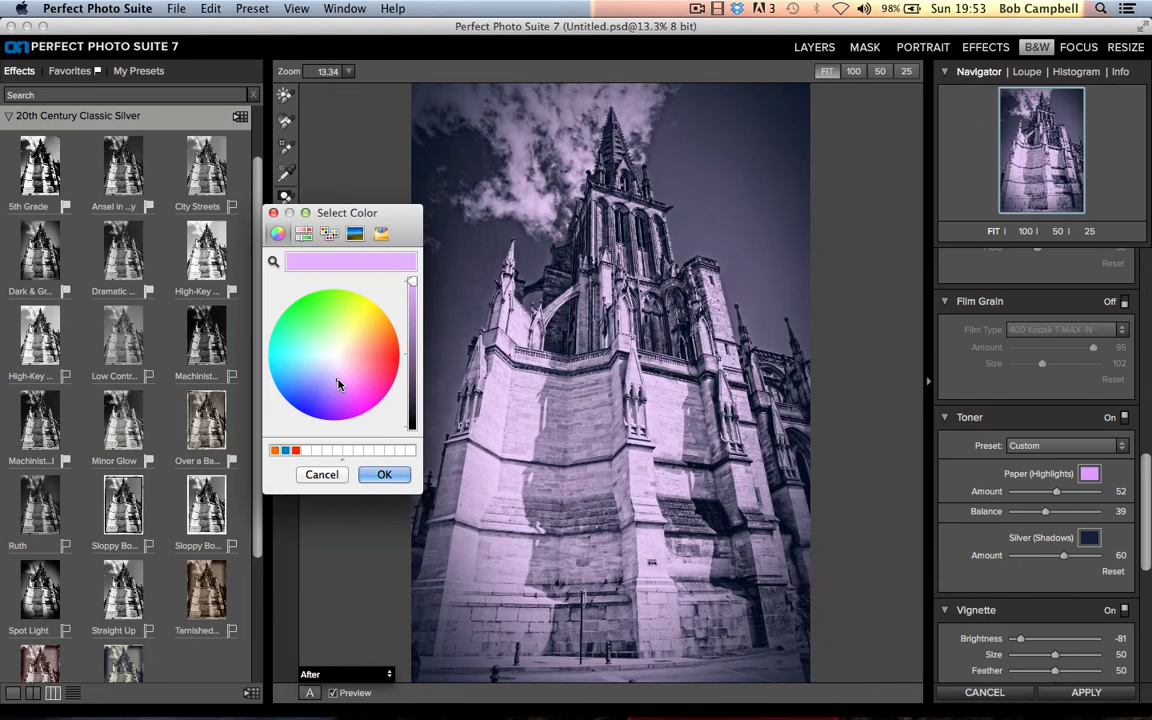 Perfect Photo Suite File Edit Preset Photo Window Help 3 98% Sun 19:53 Bob Campbell
Perfect Photo Suite 7 (Untitled.psd@13.3% 8 bit)
on PERFECT PHOTO SUITE 7 LAYERS MASK PORTRAIT EFFECTS B&W FOCUS RESIZE
Effects Favorites My Presets Zoom 13.34 FIT 100 50 25 Navigator Loupe Histogram Info
Search X
20th Century Classic Silver
5th Grade Ansel in ...y City Streets
Select Color
FIT 100 50 25
Reset
Dark & Gr... Dramatic ... High-Key ...
Film Grain Off
Film Type 400 Kodak T-MAX -N
Amount 95
Size 102
High-Key ... Low Contr... Machinist...
Reset
Toner On
Preset: Custom
Machinist...l Minor Glow Over a Ba...
Paper (Highlights)
Cancel OK
Amount 52
Balance 39
Silver (Shadows)
Ruth Sloppy Bo... Sloppy Bo...
Amount 60
Reset
Vignette On
Spot Light Straight Up Tarnished...
Brightness -81
Size 50
Feather 50
After
A Preview
CANCEL APPLY